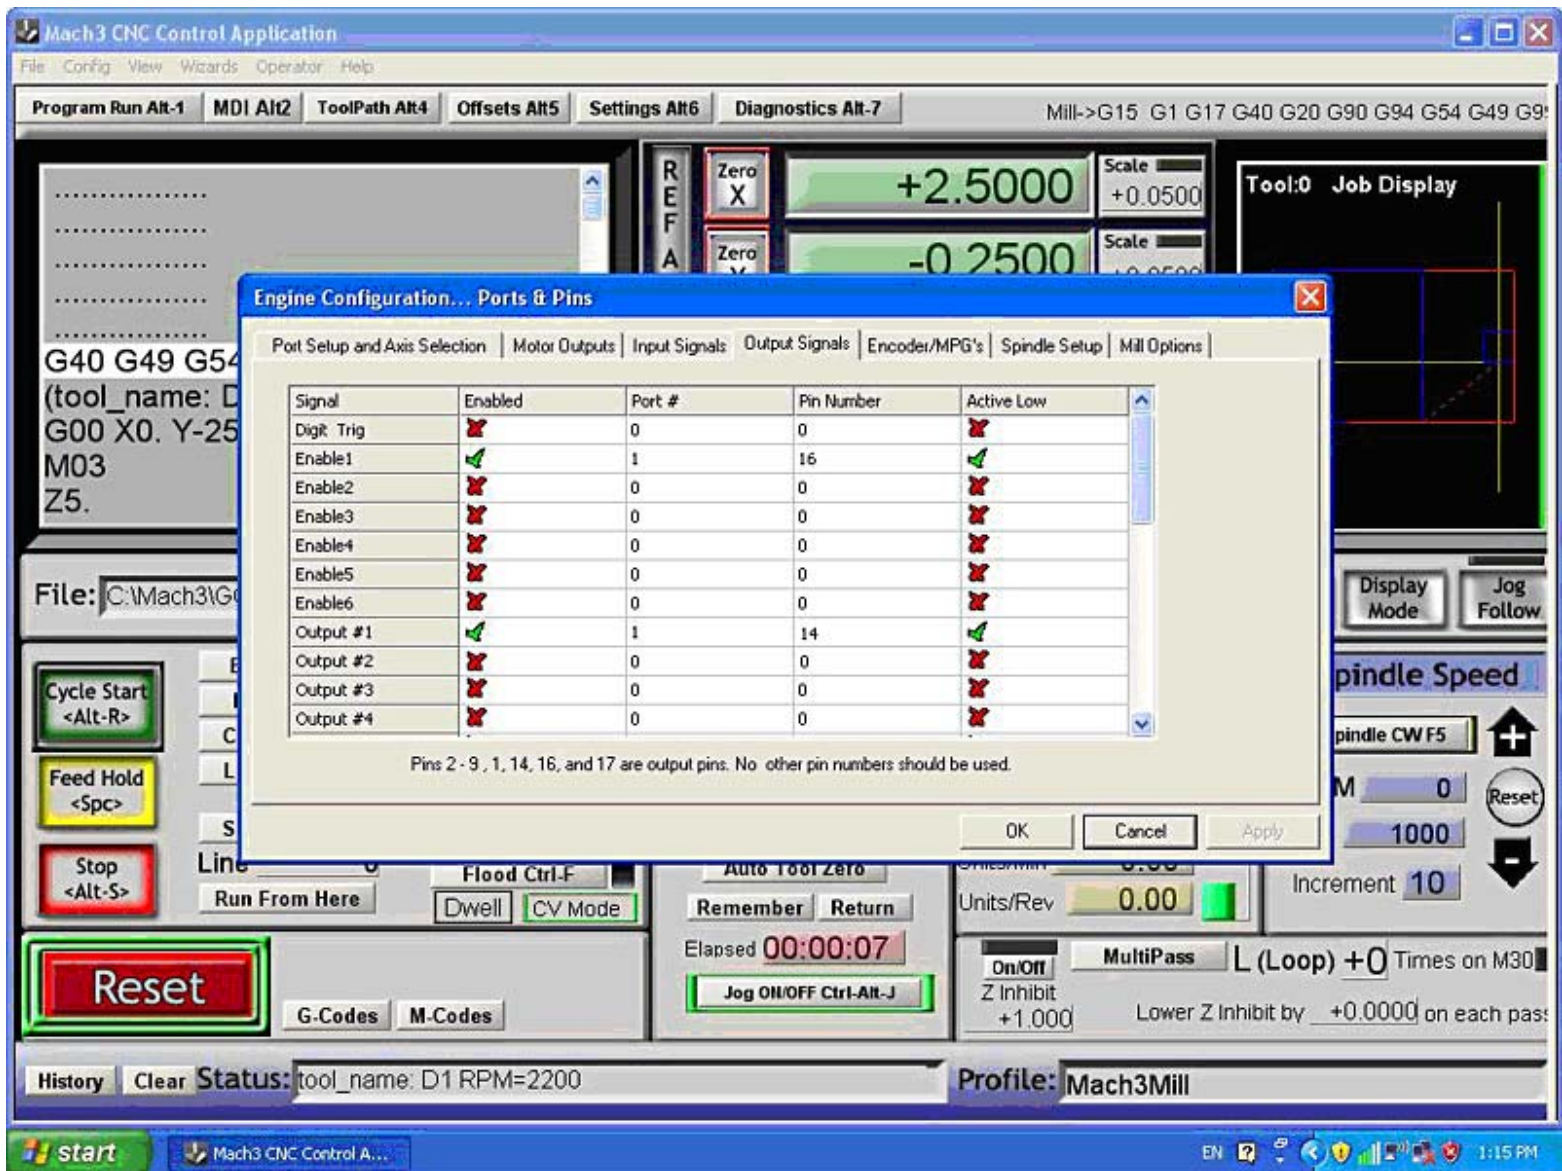 Mach3 CNC Control Application
File Config View Wizards Operator Help
Program Run Alt-1 MDI Alt2 ToolPath Alt4 Offsets Alt5 Settings Alt6 Diagnostics Alt-7 Mill->G15 G1 G17 G40 G20 G90 G94 G54 G49 G9
..................
..................
..................
..................
..................
G40 G49 G54
(tool_name: D
G00 X0. Y-25
M03
Z5.
REF A
Zero X +2.5000 Scale +0.0500
Zero -0.2500 Scale
Tool:0 Job Display
Engine Configuration... Ports & Pins
Port Setup and Axis Selection Motor Outputs Input Signals Output Signals Encoder/MPG's Spindle Setup Mill Options
Signal Enabled Port # Pin Number Active Low
Digit Trig 0 0
Enable1 1 16
Enable2 0 0
Enable3 0 0
Enable4 0 0
Enable5 0 0
Enable6 0 0
Output #1 1 14
Output #2 0 0
Output #3 0 0
Output #4 0 0
Pins 2 - 9 , 1, 14, 16, and 17 are output pins. No other pin numbers should be used.
OK Cancel Apply
File: C:\Mach3\G
Display Mode
Jog Follow
Cycle Start
<Alt-R>
Feed Hold
<Spc>
Stop
<Alt-S>
E
C
L
S
Line
Run From Here
Flood Ctrl-F
Dwell CV Mode
Auto Tool Zero
Remember Return
Elapsed 00:00:07
Jog ON/OFF Ctrl-Alt-J
Units/Min 0.00
Units/Rev 0.00
pindle Speed
pindle CW F5
M 0
Reset
1000
Increment 10
Reset
G-Codes M-Codes
On/Off
Z Inhibit
+1.000
MultiPass L (Loop) +0 Times on M30
Lower Z Inhibit by +0.0000 on each pass
History Clear Status: tool_name: D1 RPM=2200 Profile: Mach3Mill
start Mach3 CNC Control A... EN 1:15 PM